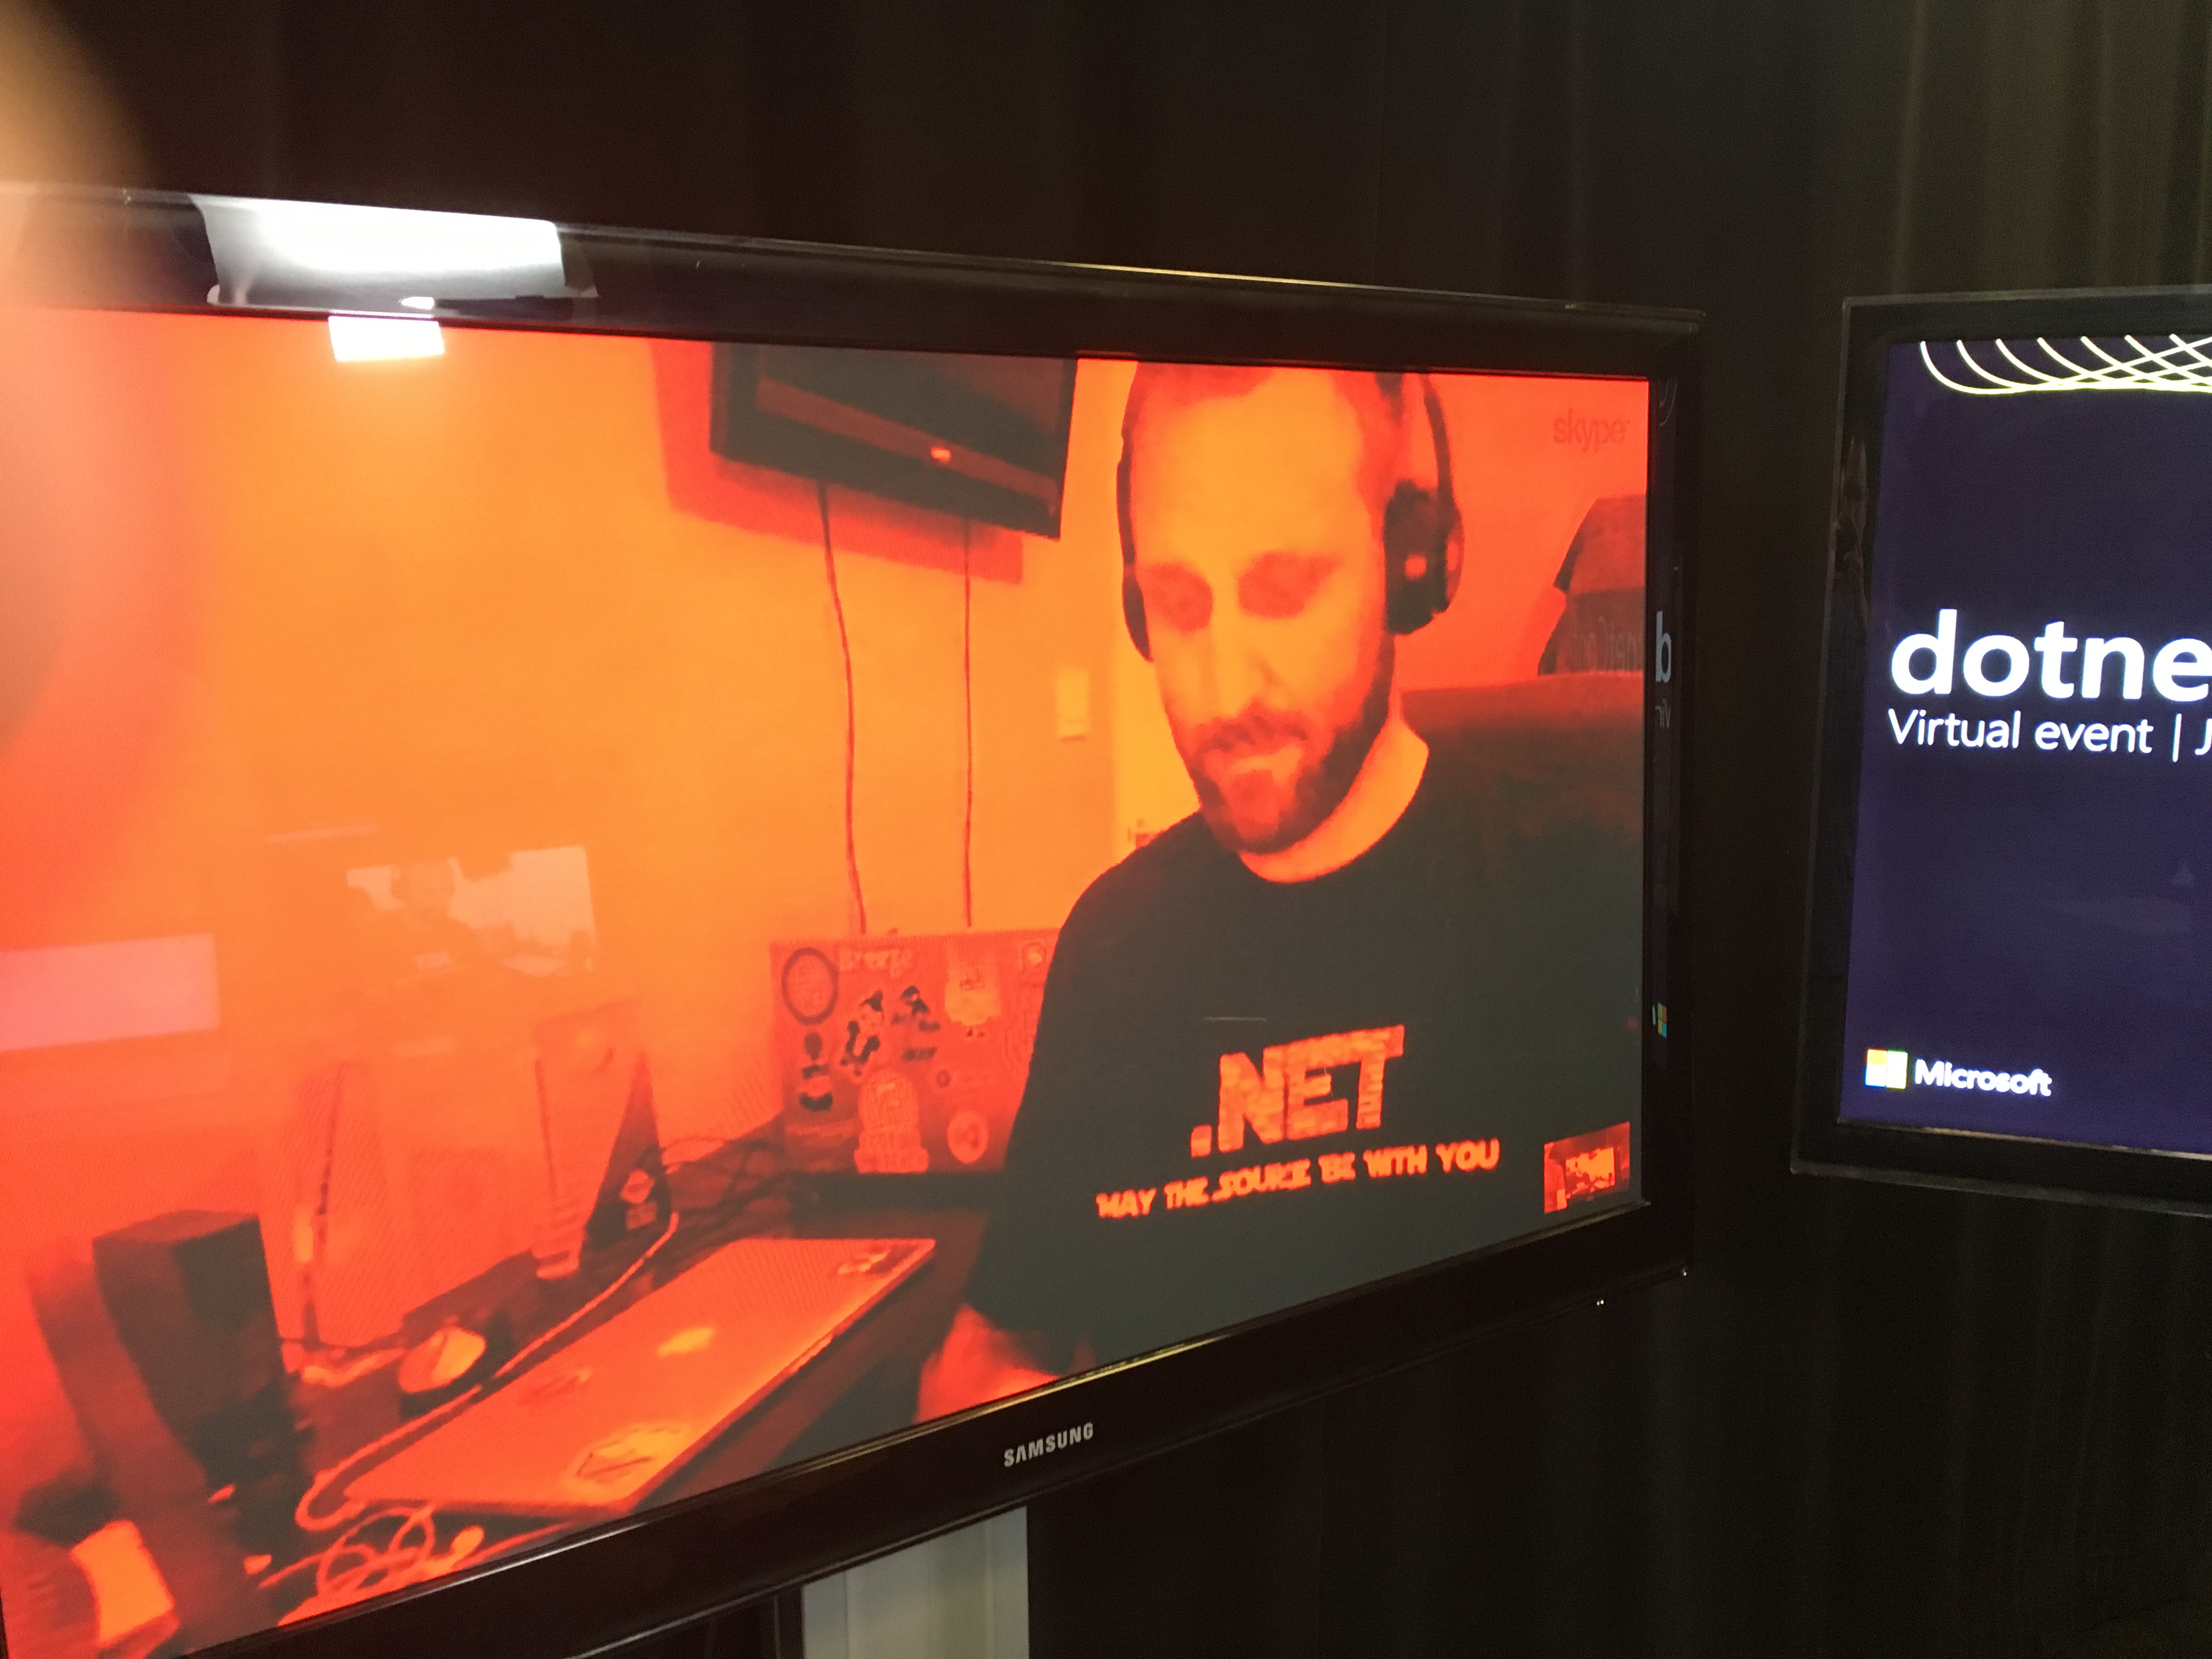 skype
dotne
Virtual event | J
Microsoft
.NET
MAY THE SOURCE BE WITH YOU
SAMSUNG